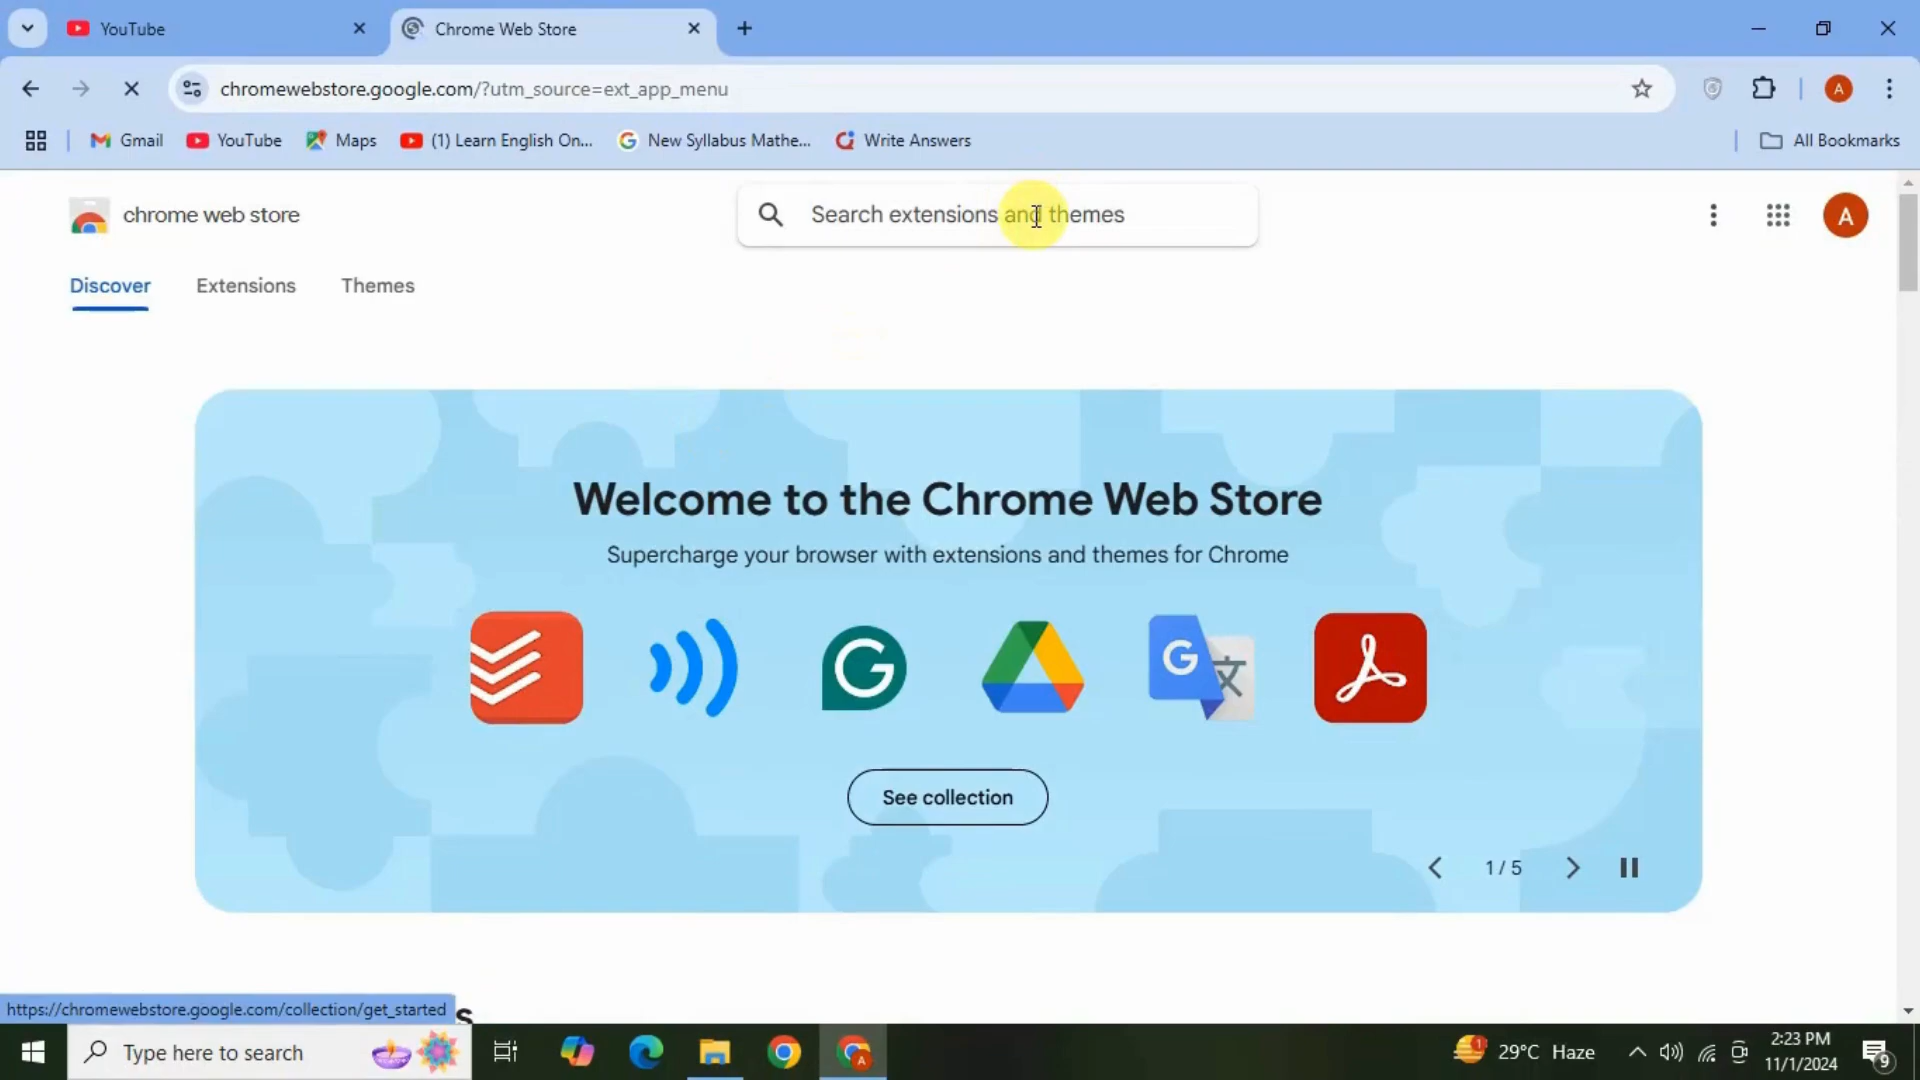 YouTube
Chrome Web Store
chromewebstore.google.com/?utm_source=ext_app_menu
A
Gmail
YouTube
Maps
(1) Learn English On...
New Syllabus Mathe...
Write Answers
All Bookmarks
chrome web store
Search extensions and themes
A
Discover
Extensions
Themes
Welcome to the Chrome Web Store
Supercharge your browser with extensions and themes for Chrome
G
G 文
See collection
1 / 5
https://chromewebstore.google.com/collection/get_started
s
Type here to search
A
1
29°C Haze
2:23 PM
11/1/2024
9